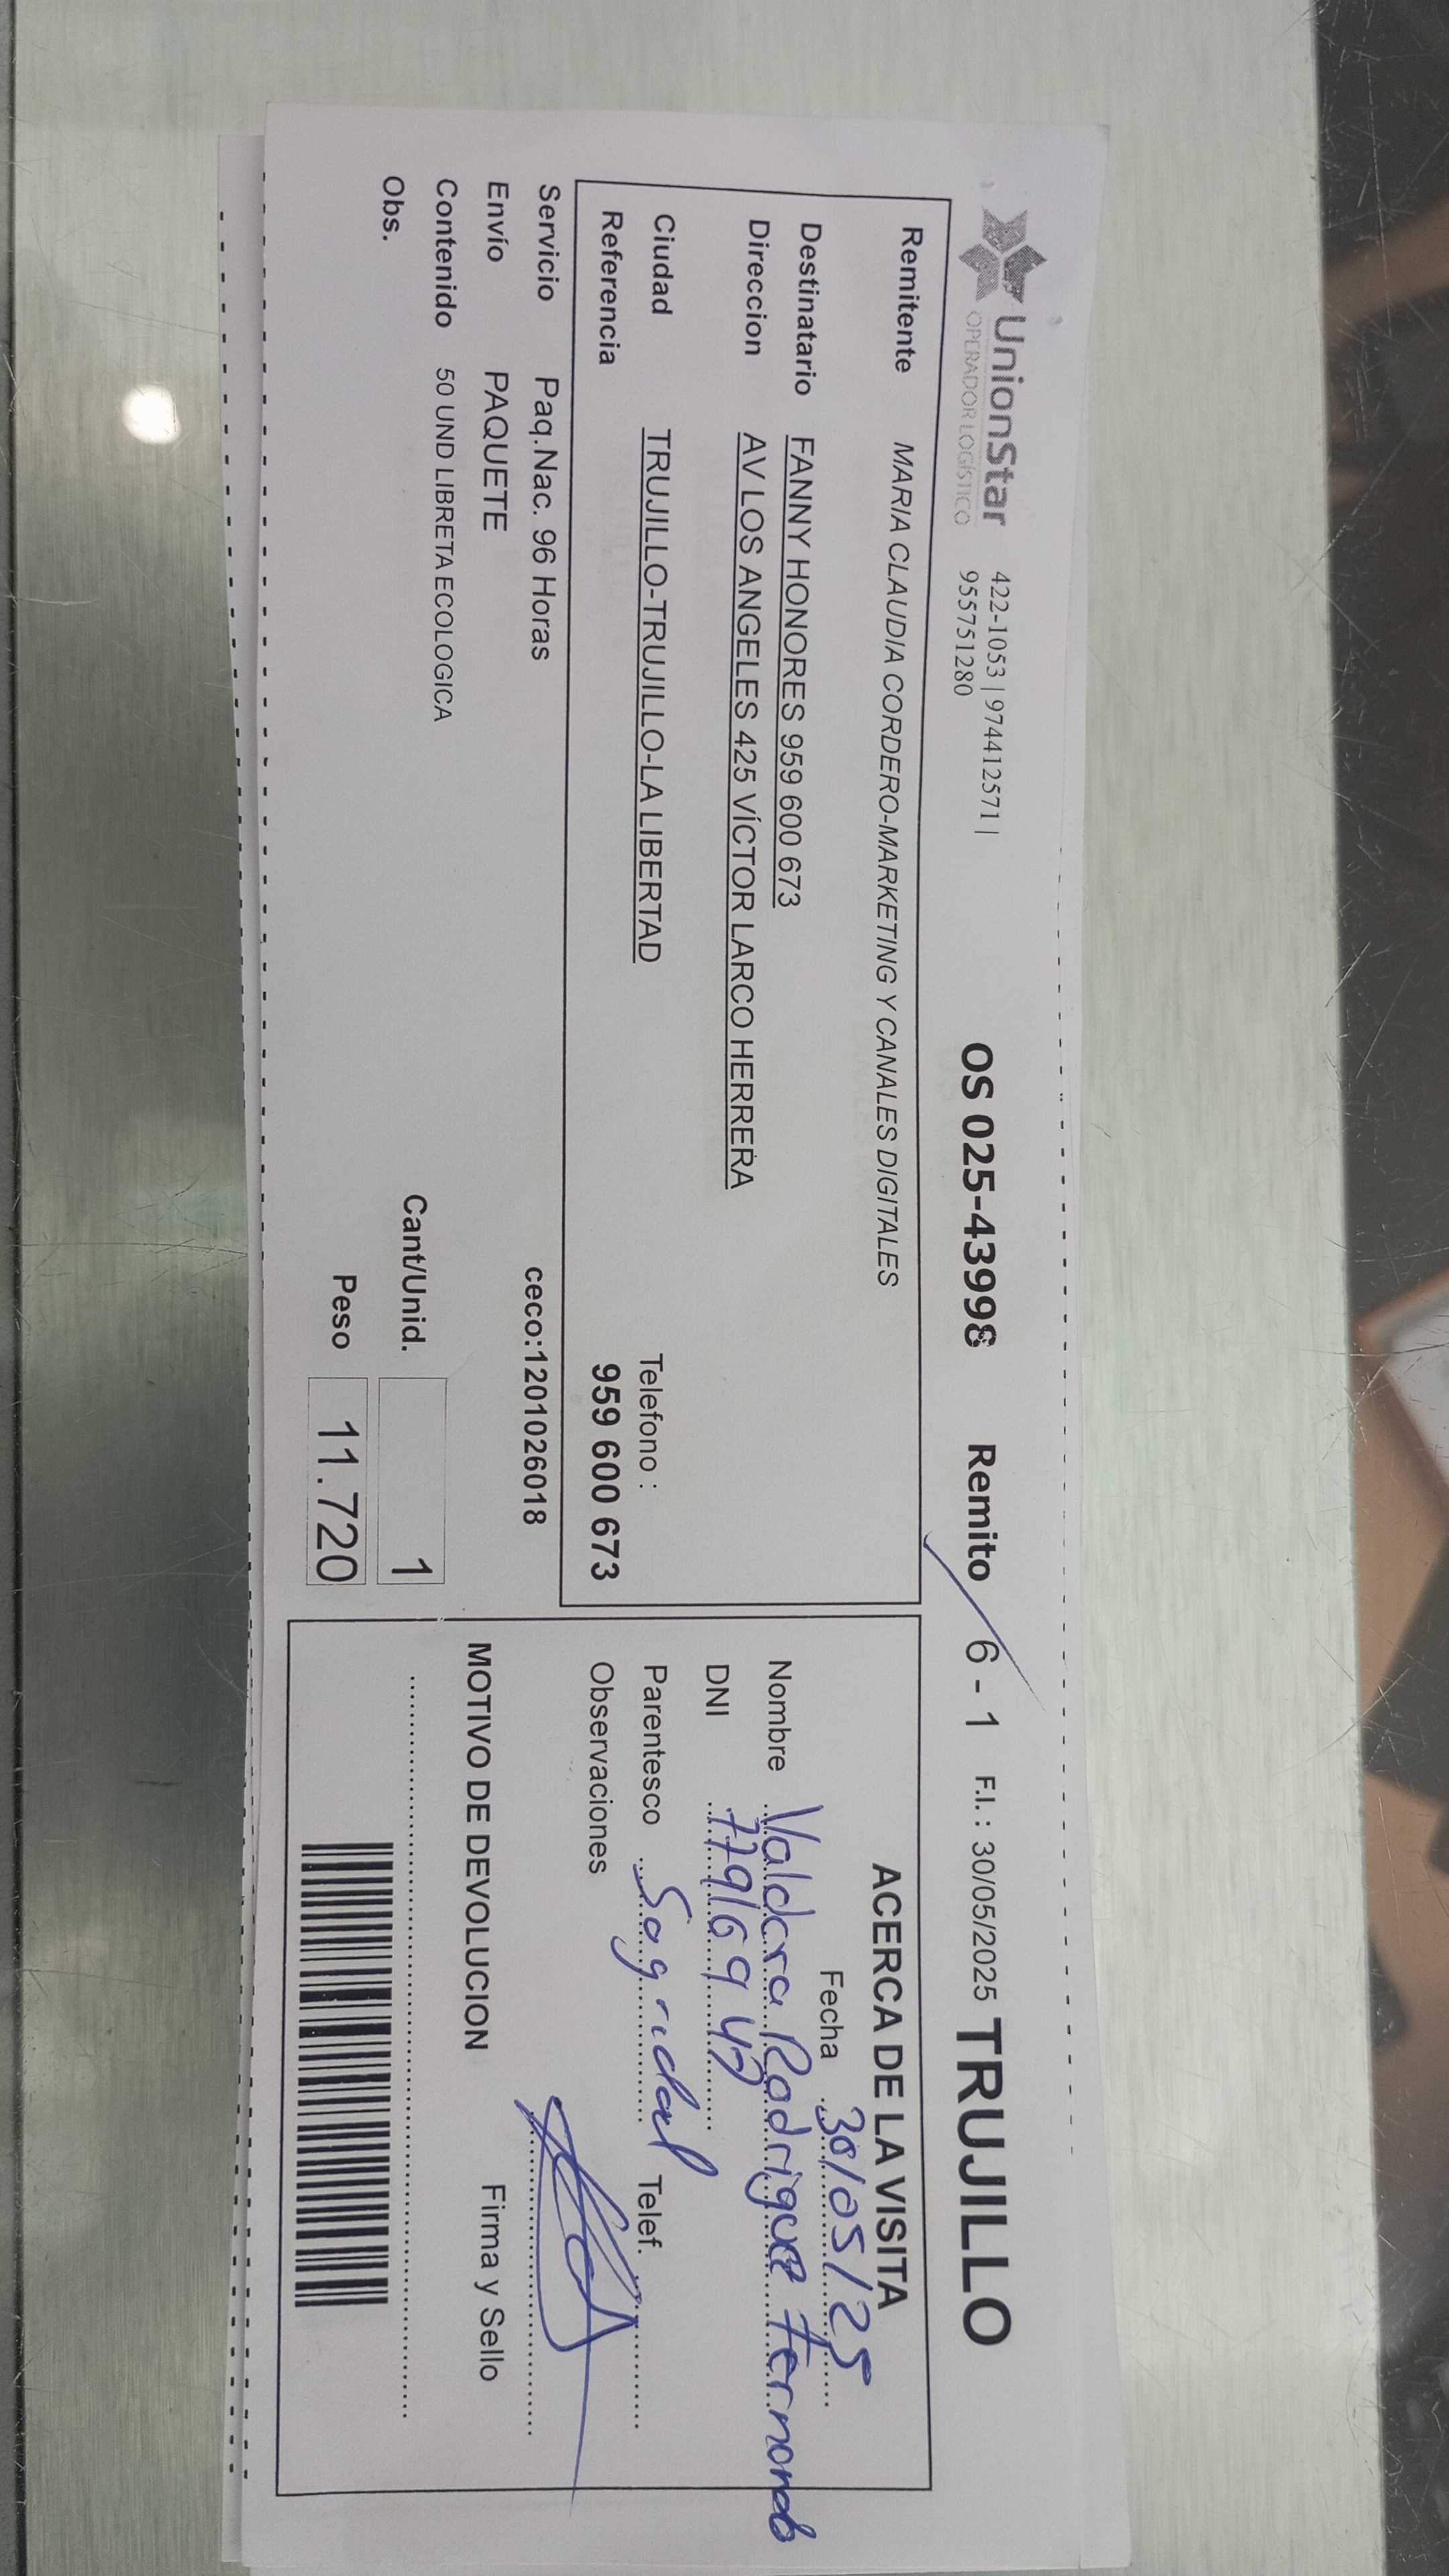 UnionStar
OPERADOR LOGÍSTICO
422-1053 | 974412571 |
955751280
OS 025-43998
Remito 6 - 1
F.I. : 30/05/2025
TRUJILLO
Remitente MARIA CLAUDIA CORDERO-MARKETING Y CANALES DIGITALES
Destinatario FANNY HONORES 959 600 673
Direccion AV LOS ANGELES 425 VÍCTOR LARCO HERRERA
Ciudad TRUJILLO-TRUJILLO-LA LIBERTAD
Telefono :
Referencia
959 600 673
Servicio Paq.Nac. 96 Horas
ceco:1201026018
Envío PAQUETE
Contenido 50 UND LIBRETA ECOLOGICA
Obs.
Cant/Unid. 1
Peso 11.720
ACERCA DE LA VISITA
Fecha 30/05/25
Nombre Valdera Rodriguez Fernando
DNI
Parentesco Telef.
Observaciones
MOTIVO DE DEVOLUCION
Firma y Sello